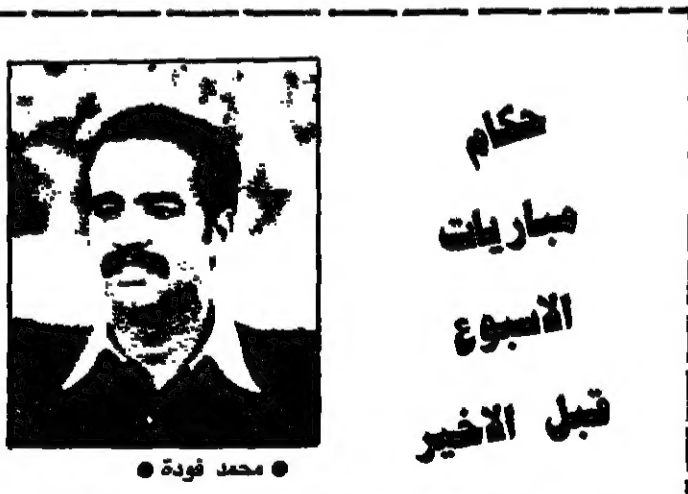 حكام
مباريات
الاسبوع
قبل الاخير
● محمد فودة ●